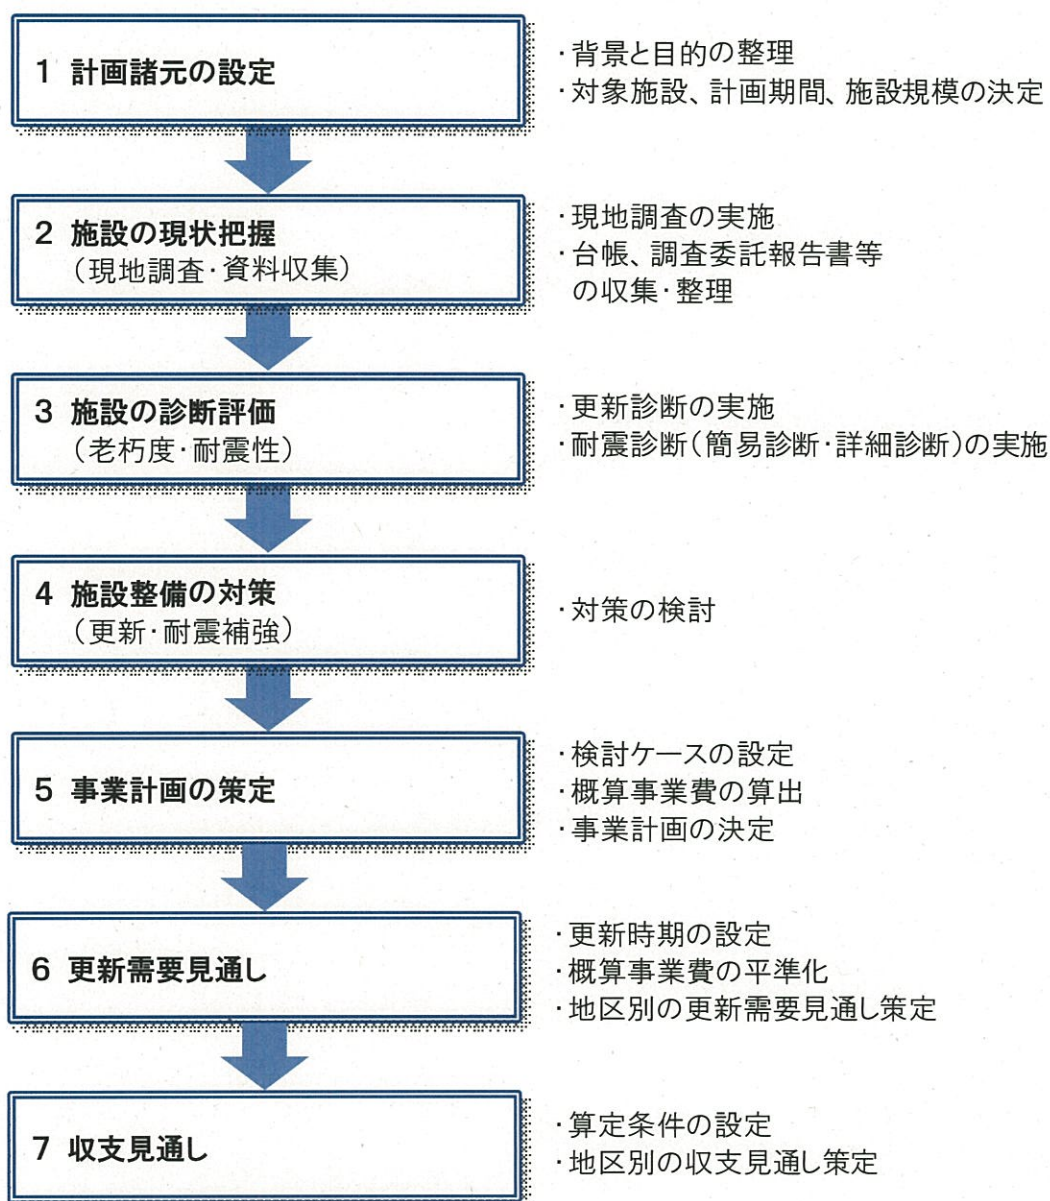 1 計画諸元の設定
・背景と目的の整理
・対象施設、計画期間、施設規模の決定
2 施設の現状把握
（現地調査・資料収集）
・現地調査の実施
・台帳、調査委託報告書等
の収集・整理
3 施設の診断評価
（老朽度・耐震性）
・更新診断の実施
・耐震診断（簡易診断・詳細診断）の実施
4 施設整備の対策
（更新・耐震補強）
・対策の検討
5 事業計画の策定
・検討ケースの設定
・概算事業費の算出
・事業計画の決定
6 更新需要見通し
・更新時期の設定
・概算事業費の平準化
・地区別の更新需要見通し策定
7 収支見通し
・算定条件の設定
・地区別の収支見通し策定